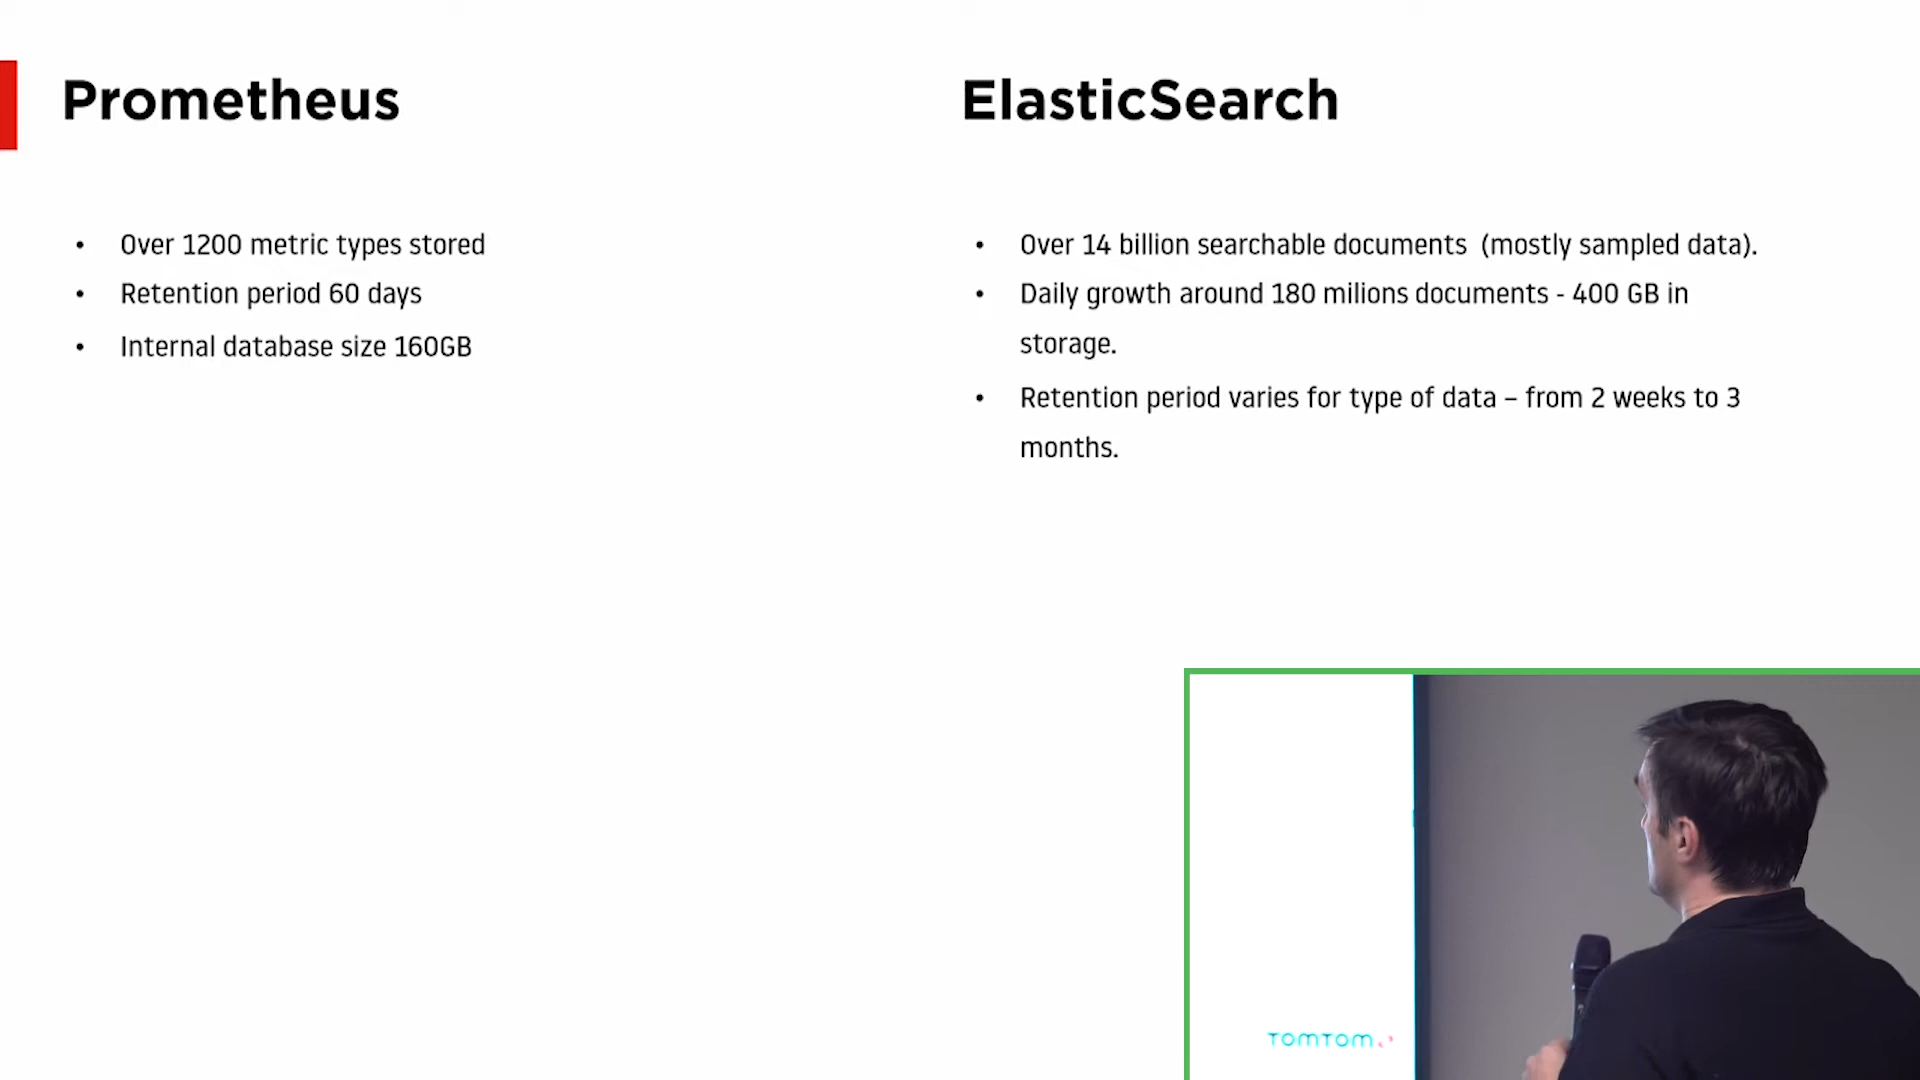 Prometheus
• Over 1200 metric types stored
• Retention period 60 days
• Internal database size 160GB
ElasticSearch
• Over 14 billion searchable documents (mostly sampled data).
• Daily growth around 180 milions documents - 400 GB in
storage.
• Retention period varies for type of data – from 2 weeks to 3
months.
TOMTOM